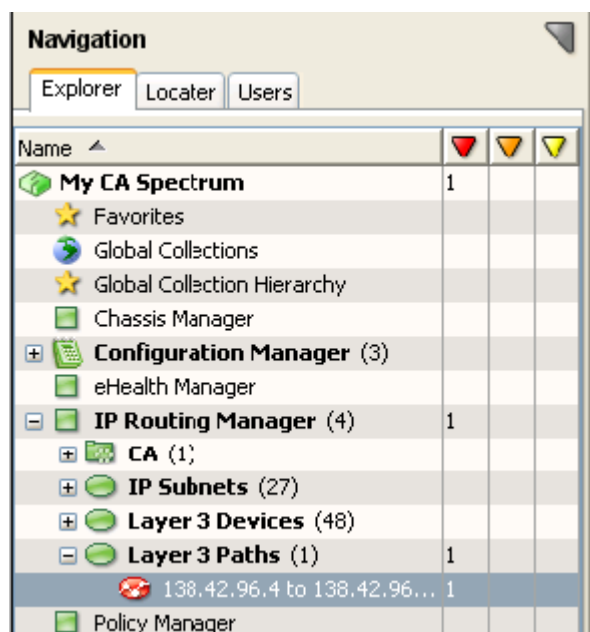 Navigation
Explorer Locater Users
Name
My CA Spectrum 1
Favorites
Global Collections
Global Collection Hierarchy
Chassis Manager
Configuration Manager (3)
eHealth Manager
IP Routing Manager (4) 1
CA (1)
IP Subnets (27)
Layer 3 Devices (48)
Layer 3 Paths (1) 1
138.42.96.4 to 138.42.96... 1
Policy Manager